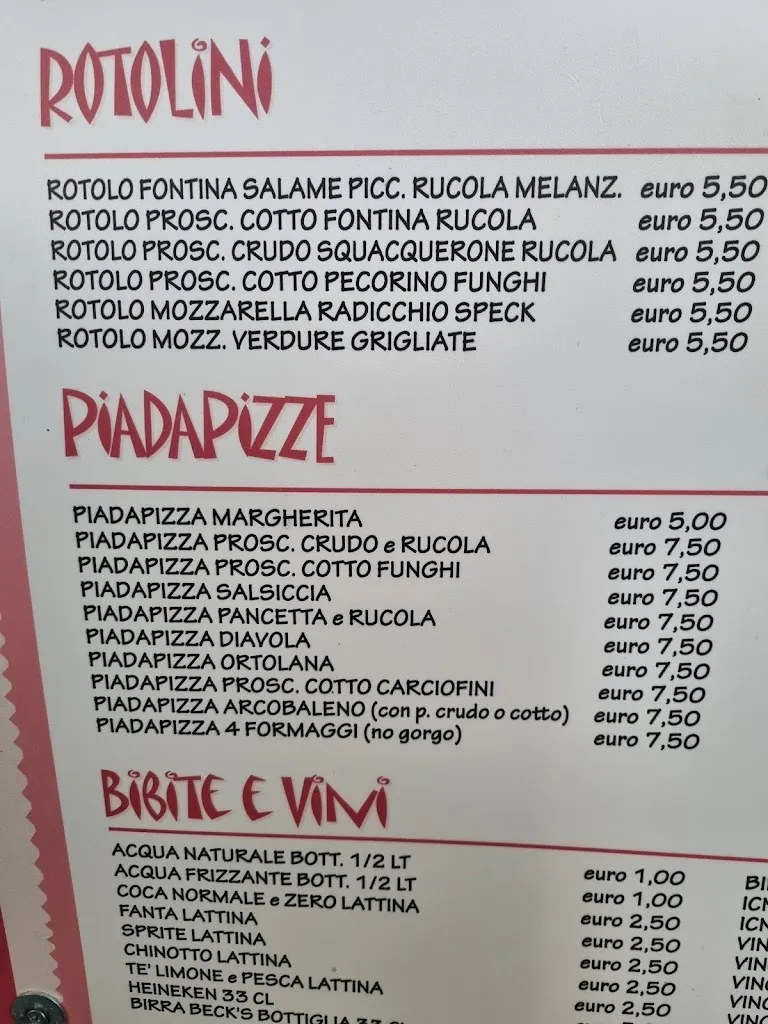 ROTOLINI
ROTOLO FONTINA SALAME PICC. RUCOLA MELANZ. euro 5,50
ROTOLO PROSC. COTTO FONTINA RUCOLA euro 5,50
ROTOLO PROSC. CRUDO SQUACQUERONE RUCOLA euro 5,50
ROTOLO PROSC. COTTO PECORINO FUNGHI euro 5,50
ROTOLO MOZZARELLA RADICCHIO SPECK euro 5,50
ROTOLO MOZZ. VERDURE GRIGLIATE euro 5,50
PIADAPIZZE
PIADAPIZZA MARGHERITA euro 5,00
PIADAPIZZA PROSC. CRUDO e RUCOLA euro 7,50
PIADAPIZZA PROSC. COTTO FUNGHI euro 7,50
PIADAPIZZA SALSICCIA euro 7,50
PIADAPIZZA PANCETTA e RUCOLA euro 7,50
PIADAPIZZA DIAVOLA euro 7,50
PIADAPIZZA ORTOLANA euro 7,50
PIADAPIZZA PROSC. COTTO CARCIOFINI euro 7,50
PIADAPIZZA ARCOBALENO (con p. crudo o cotto) euro 7,50
PIADAPIZZA 4 FORMAGGI (no gorgo) euro 7,50
BIBITE E VINI
ACQUA NATURALE BOTT. 1/2 LT euro 1,00
ACQUA FRIZZANTE BOTT. 1/2 LT euro 1,00
COCA NORMALE e ZERO LATTINA euro 2,50
FANTA LATTINA euro 2,50
SPRITE LATTINA euro 2,50
CHINOTTO LATTINA euro 2,50
TE' LIMONE e PESCA LATTINA euro 2,50
HEINEKEN 33 CL
BIRRA BECK'S BOTTIGLIA